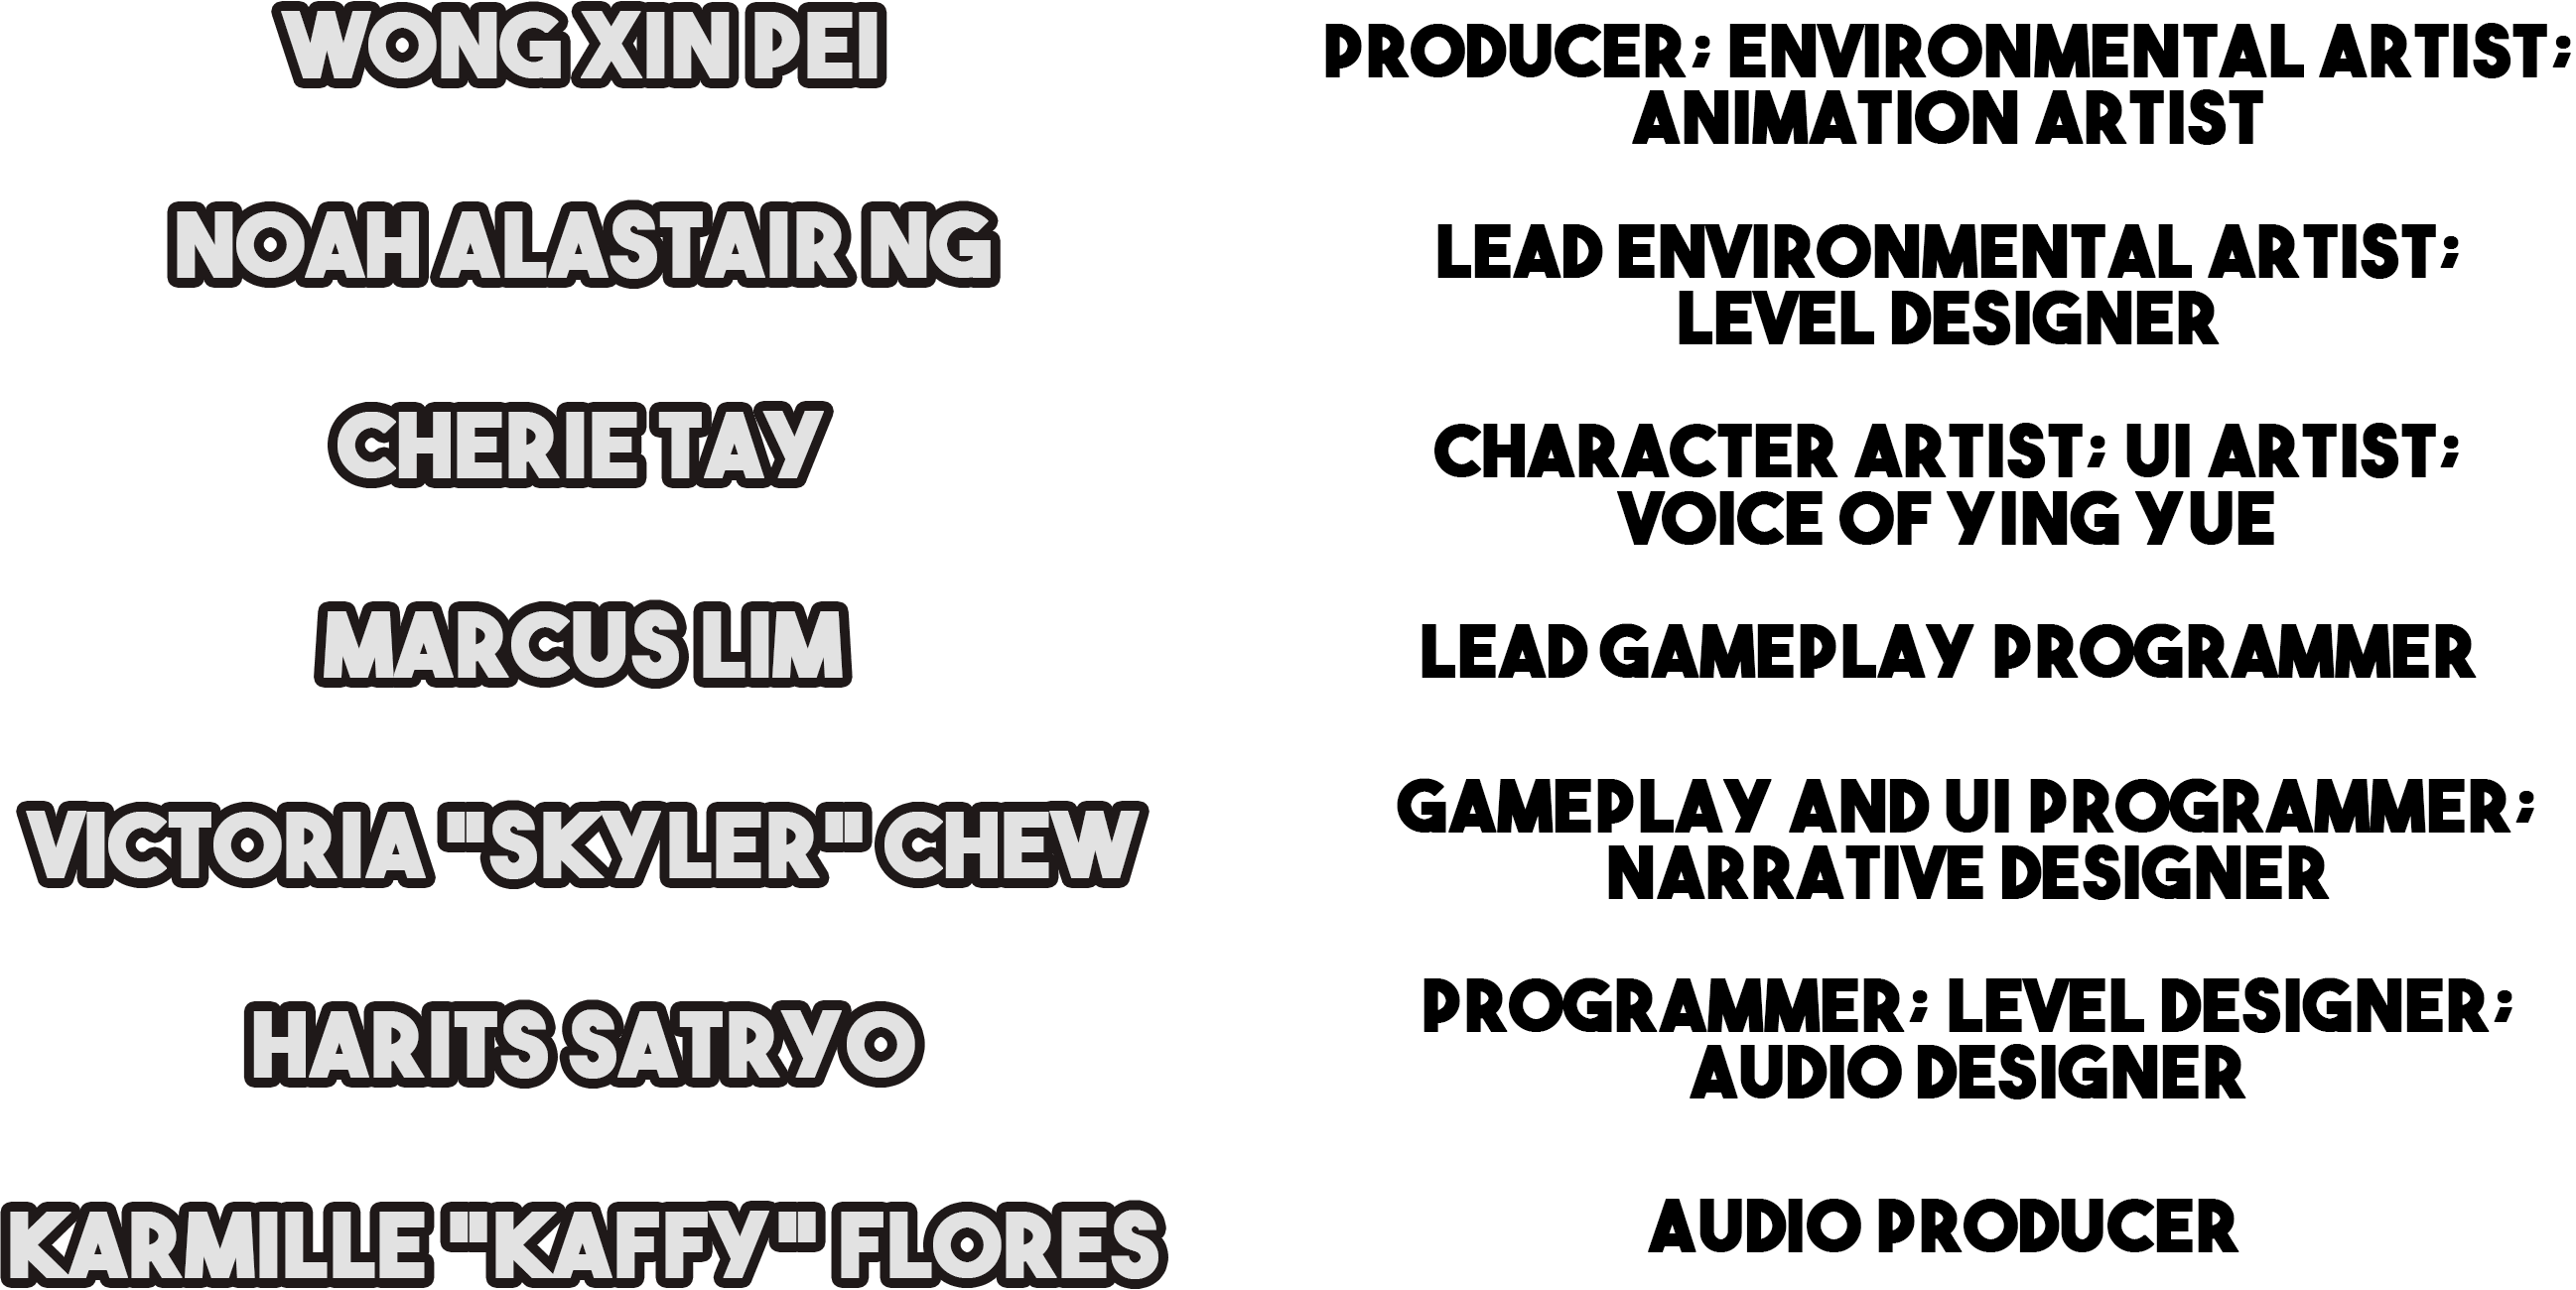 WONG XIN PEI
PRODUCER; ENVIRONMENTAL ARTIST;
ANIMATION ARTIST
NOAH ALASTAIR NG
LEAD ENVIRONMENTAL ARTIST;
LEVEL DESIGNER
CHERIE TAY
CHARACTER ARTIST; UI ARTIST;
VOICE OF YING YUE
MARCUS LIM
LEAD GAMEPLAY PROGRAMMER
VICTORIA "SKYLER" CHEW
GAMEPLAY AND UI PROGRAMMER;
NARRATIVE DESIGNER
HARITS SATRYO
PROGRAMMER; LEVEL DESIGNER;
AUDIO DESIGNER
KARMILLE "KAFFY" FLORES
AUDIO PRODUCER